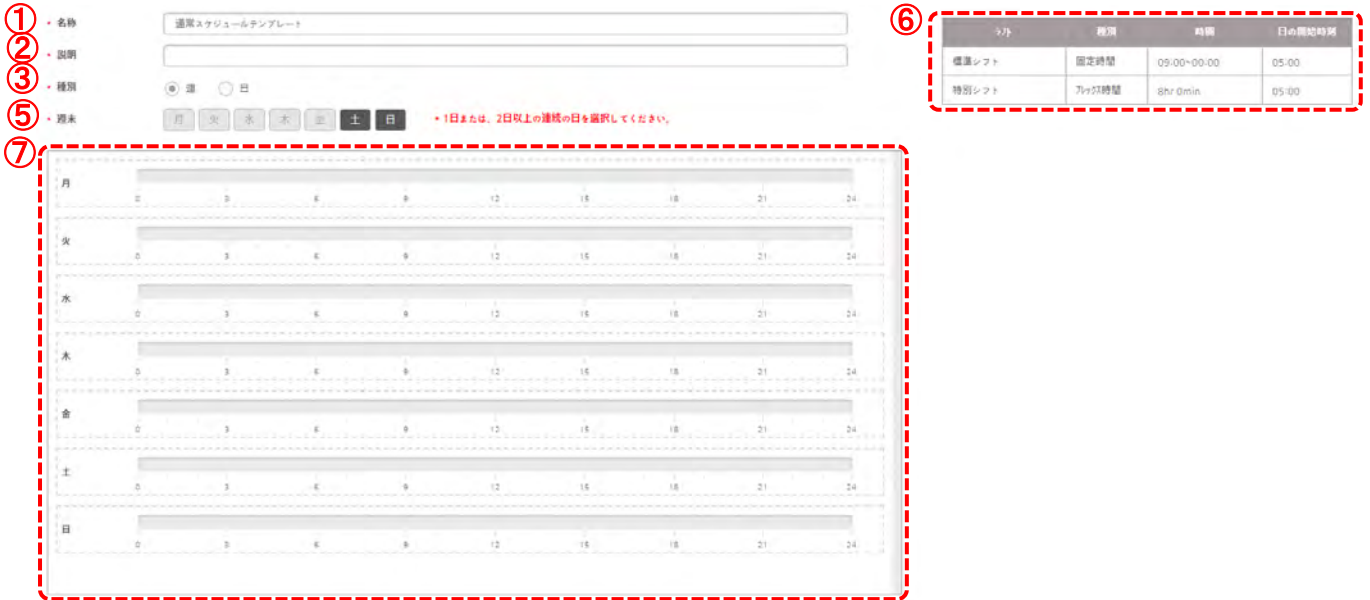 ① • 名称 通常スケジュールテンプレート
② • 説明
③ • 種別 週 日
⑤ • 週末 月 火 水 木 金 土 日 • 1日または、2日以上の連続の日を選択してください。
⑥
シフト 種別 時間 日の開始時刻
標準シフト 固定時間 09:00~00:00 05:00
特別シフト フレックス時間 8hr 0min 05:00
⑦
月
0 3 6 9 12 15 18 21 24
火
0 3 6 9 12 15 18 21 24
水
0 3 6 9 12 15 18 21 24
木
0 3 6 9 12 15 18 21 24
金
0 3 6 9 12 15 18 21 24
土
0 3 6 9 12 15 18 21 24
日
0 3 6 9 12 15 18 21 24